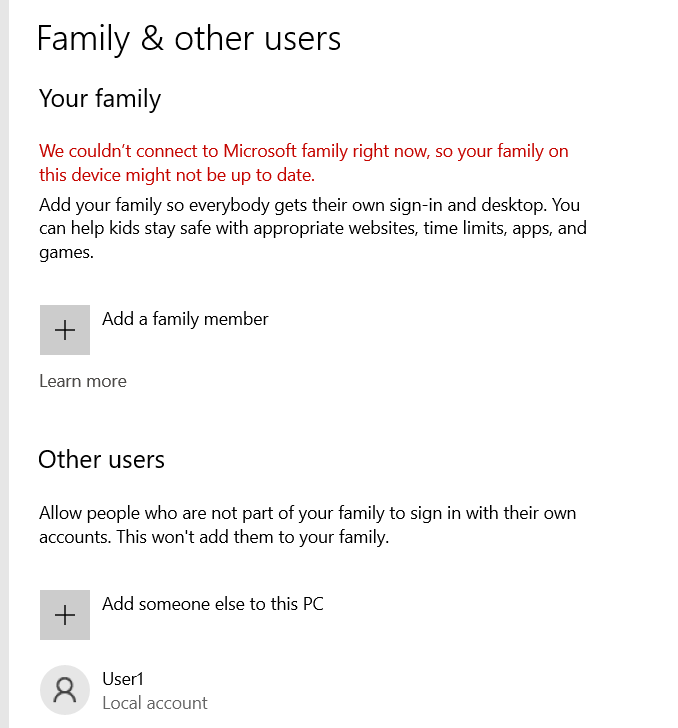 Family & other users
Your family
We couldn’t connect to Microsoft family right now, so your family on
this device might not be up to date.
Add your family so everybody gets their own sign-in and desktop. You
can help kids stay safe with appropriate websites, time limits, apps, and
games.
Add a family member
Learn more
Other users
Allow people who are not part of your family to sign in with their own
accounts. This won't add them to your family.
Add someone else to this PC
User1
Local account